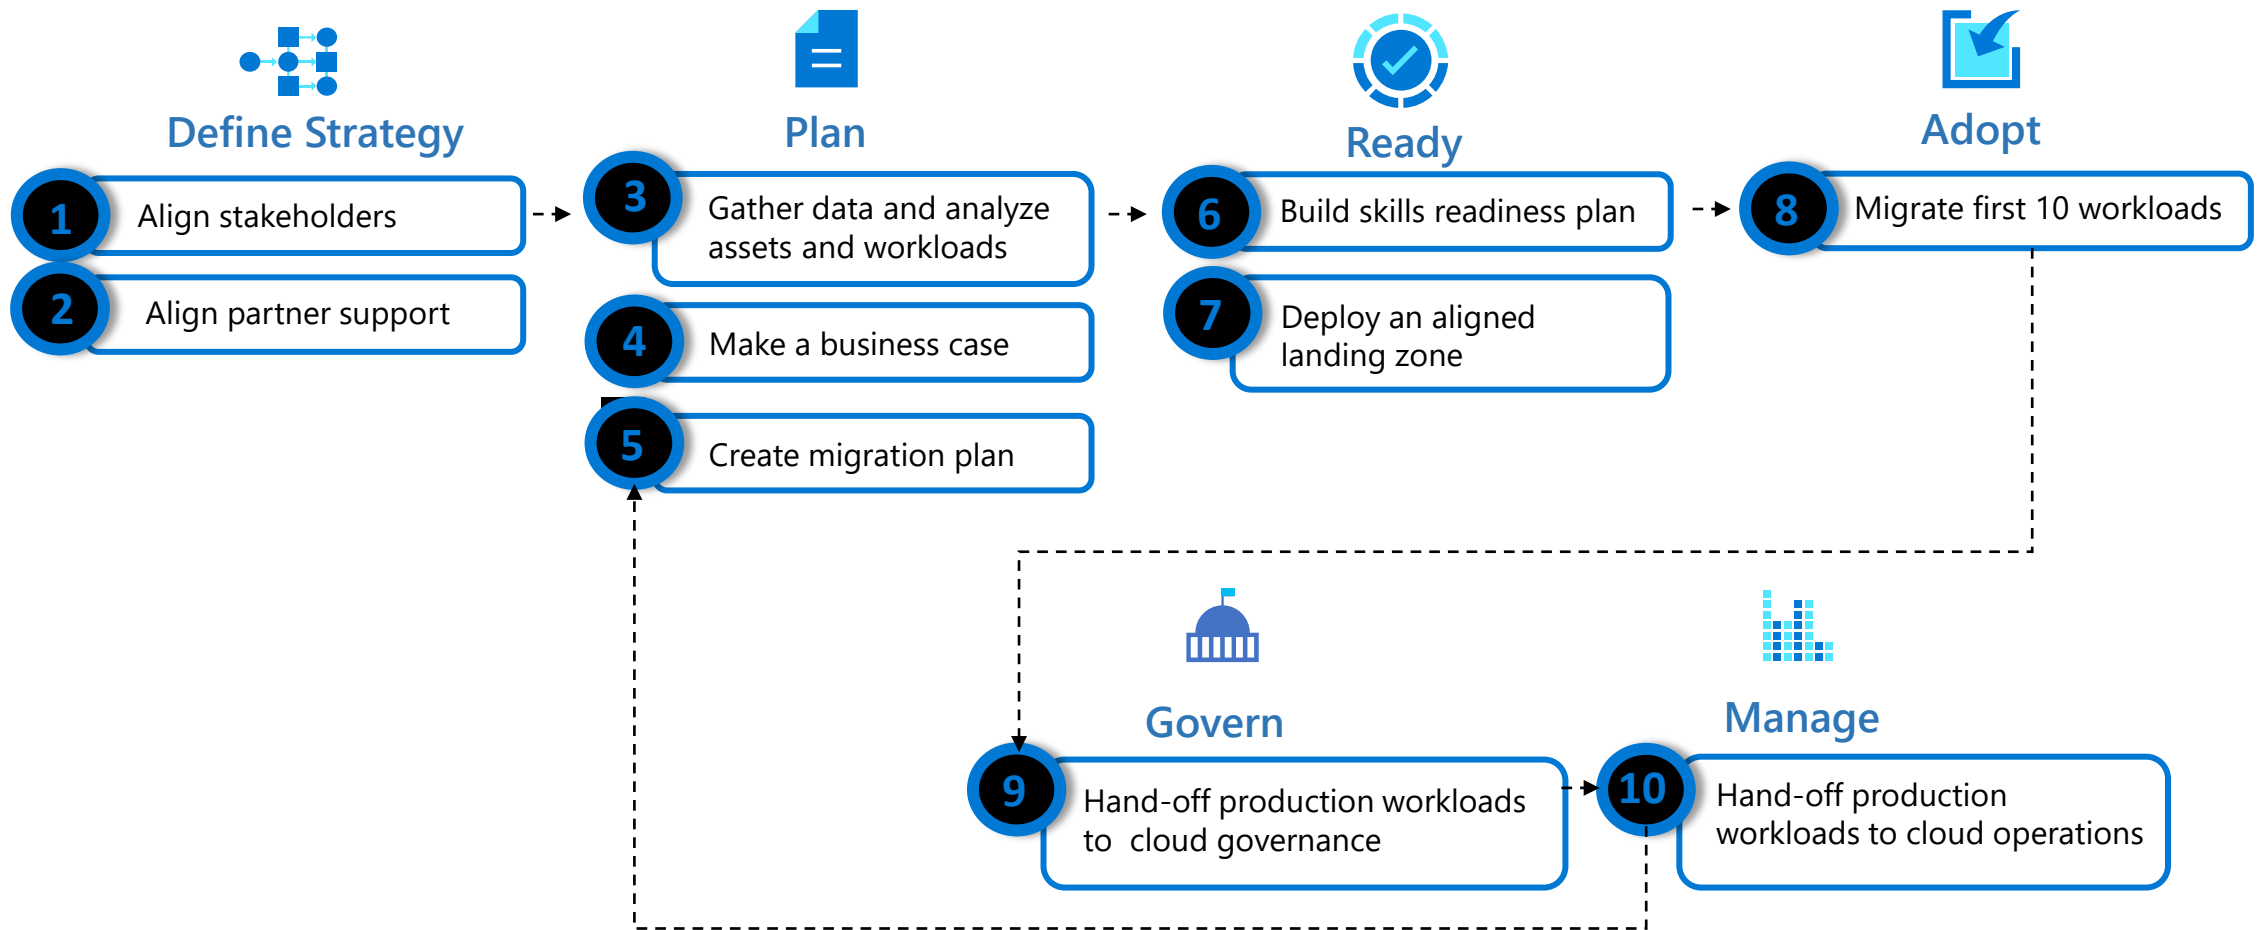 Define Strategy
1
Align stakeholders
2
Align partner support
Plan
3
Gather data and analyze
assets and workloads
4
Make a business case
5
Create migration plan
Ready
6
Build skills readiness plan
7
Deploy an aligned
landing zone
Adopt
8
Migrate first 10 workloads
Govern
9
Hand-off production workloads
to  cloud governance
Manage
10
Hand-off production
workloads to cloud operations